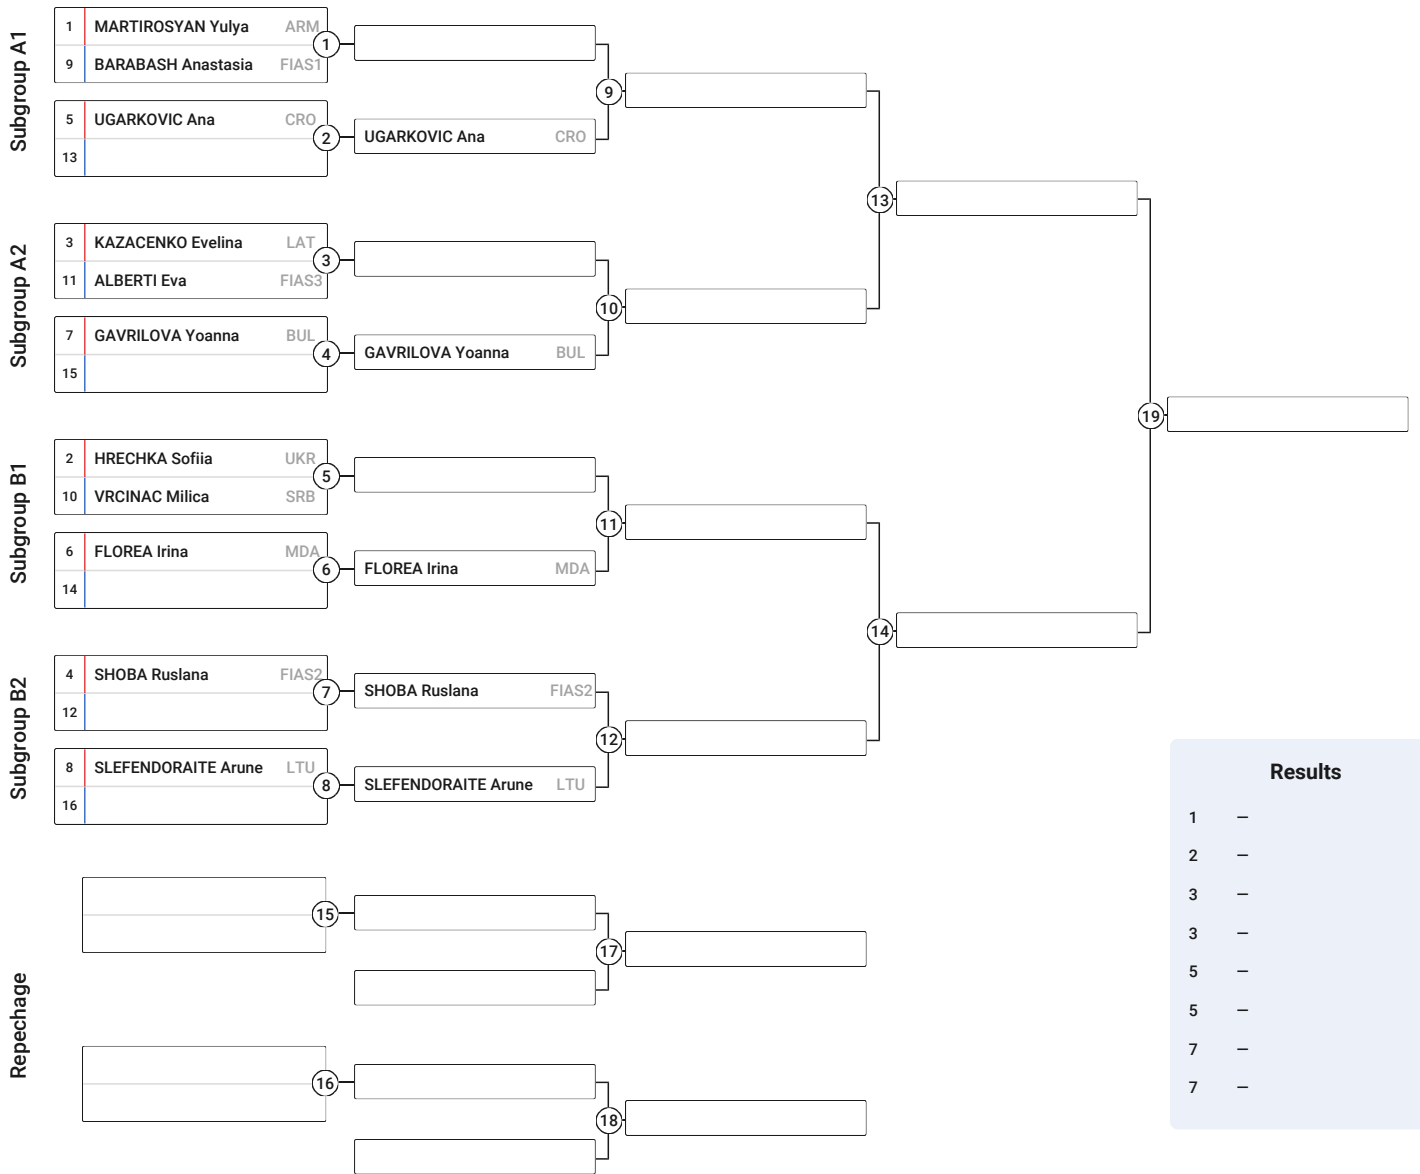 Subgroup A1
1 MARTIROSYAN Yulya ARM
9 BARABASH Anastasia FIAS1
1
5 UGARKOVIC Ana CRO
13
2
UGARKOVIC Ana CRO
9
Subgroup A2
3 KAZACENKO Evelina LAT
11 ALBERTI Eva FIAS3
3
7 GAVRILOVA Yoanna BUL
15
4
GAVRILOVA Yoanna BUL
10
13
Subgroup B1
2 HRECHKA Sofiia UKR
10 VRCINAC Milica SRB
5
6 FLOREA Irina MDA
14
6
FLOREA Irina MDA
11
Subgroup B2
4 SHOBA Ruslana FIAS2
12
7
SHOBA Ruslana FIAS2
8 SLEFENDORAITE Arune LTU
16
8
SLEFENDORAITE Arune LTU
12
14
19
Repechage
15
17
16
18
Results
1 –
2 –
3 –
3 –
5 –
5 –
7 –
7 –